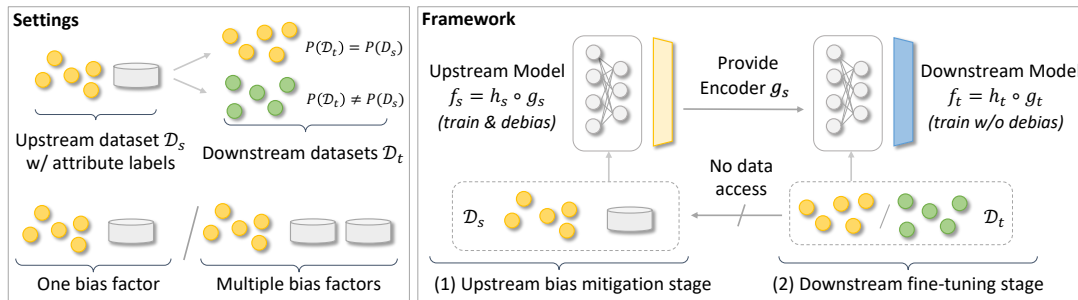 Settings
P(𝒟ₜ) = P(Dₛ)
P(𝒟ₜ) ≠ P(Dₛ)
Upstream dataset 𝒟ₛ
w/ attribute labels
Downstream datasets 𝒟ₜ
One bias factor
Multiple bias factors
Framework
Upstream Model
fₛ = hₛ ∘ gₛ
(train & debias)
Provide
Encoder gₛ
Downstream Model
fₜ = hₜ ∘ gₜ
(train w/o debias)
No data
access
𝒟ₛ
/
𝒟ₜ
(1) Upstream bias mitigation stage
(2) Downstream fine-tuning stage